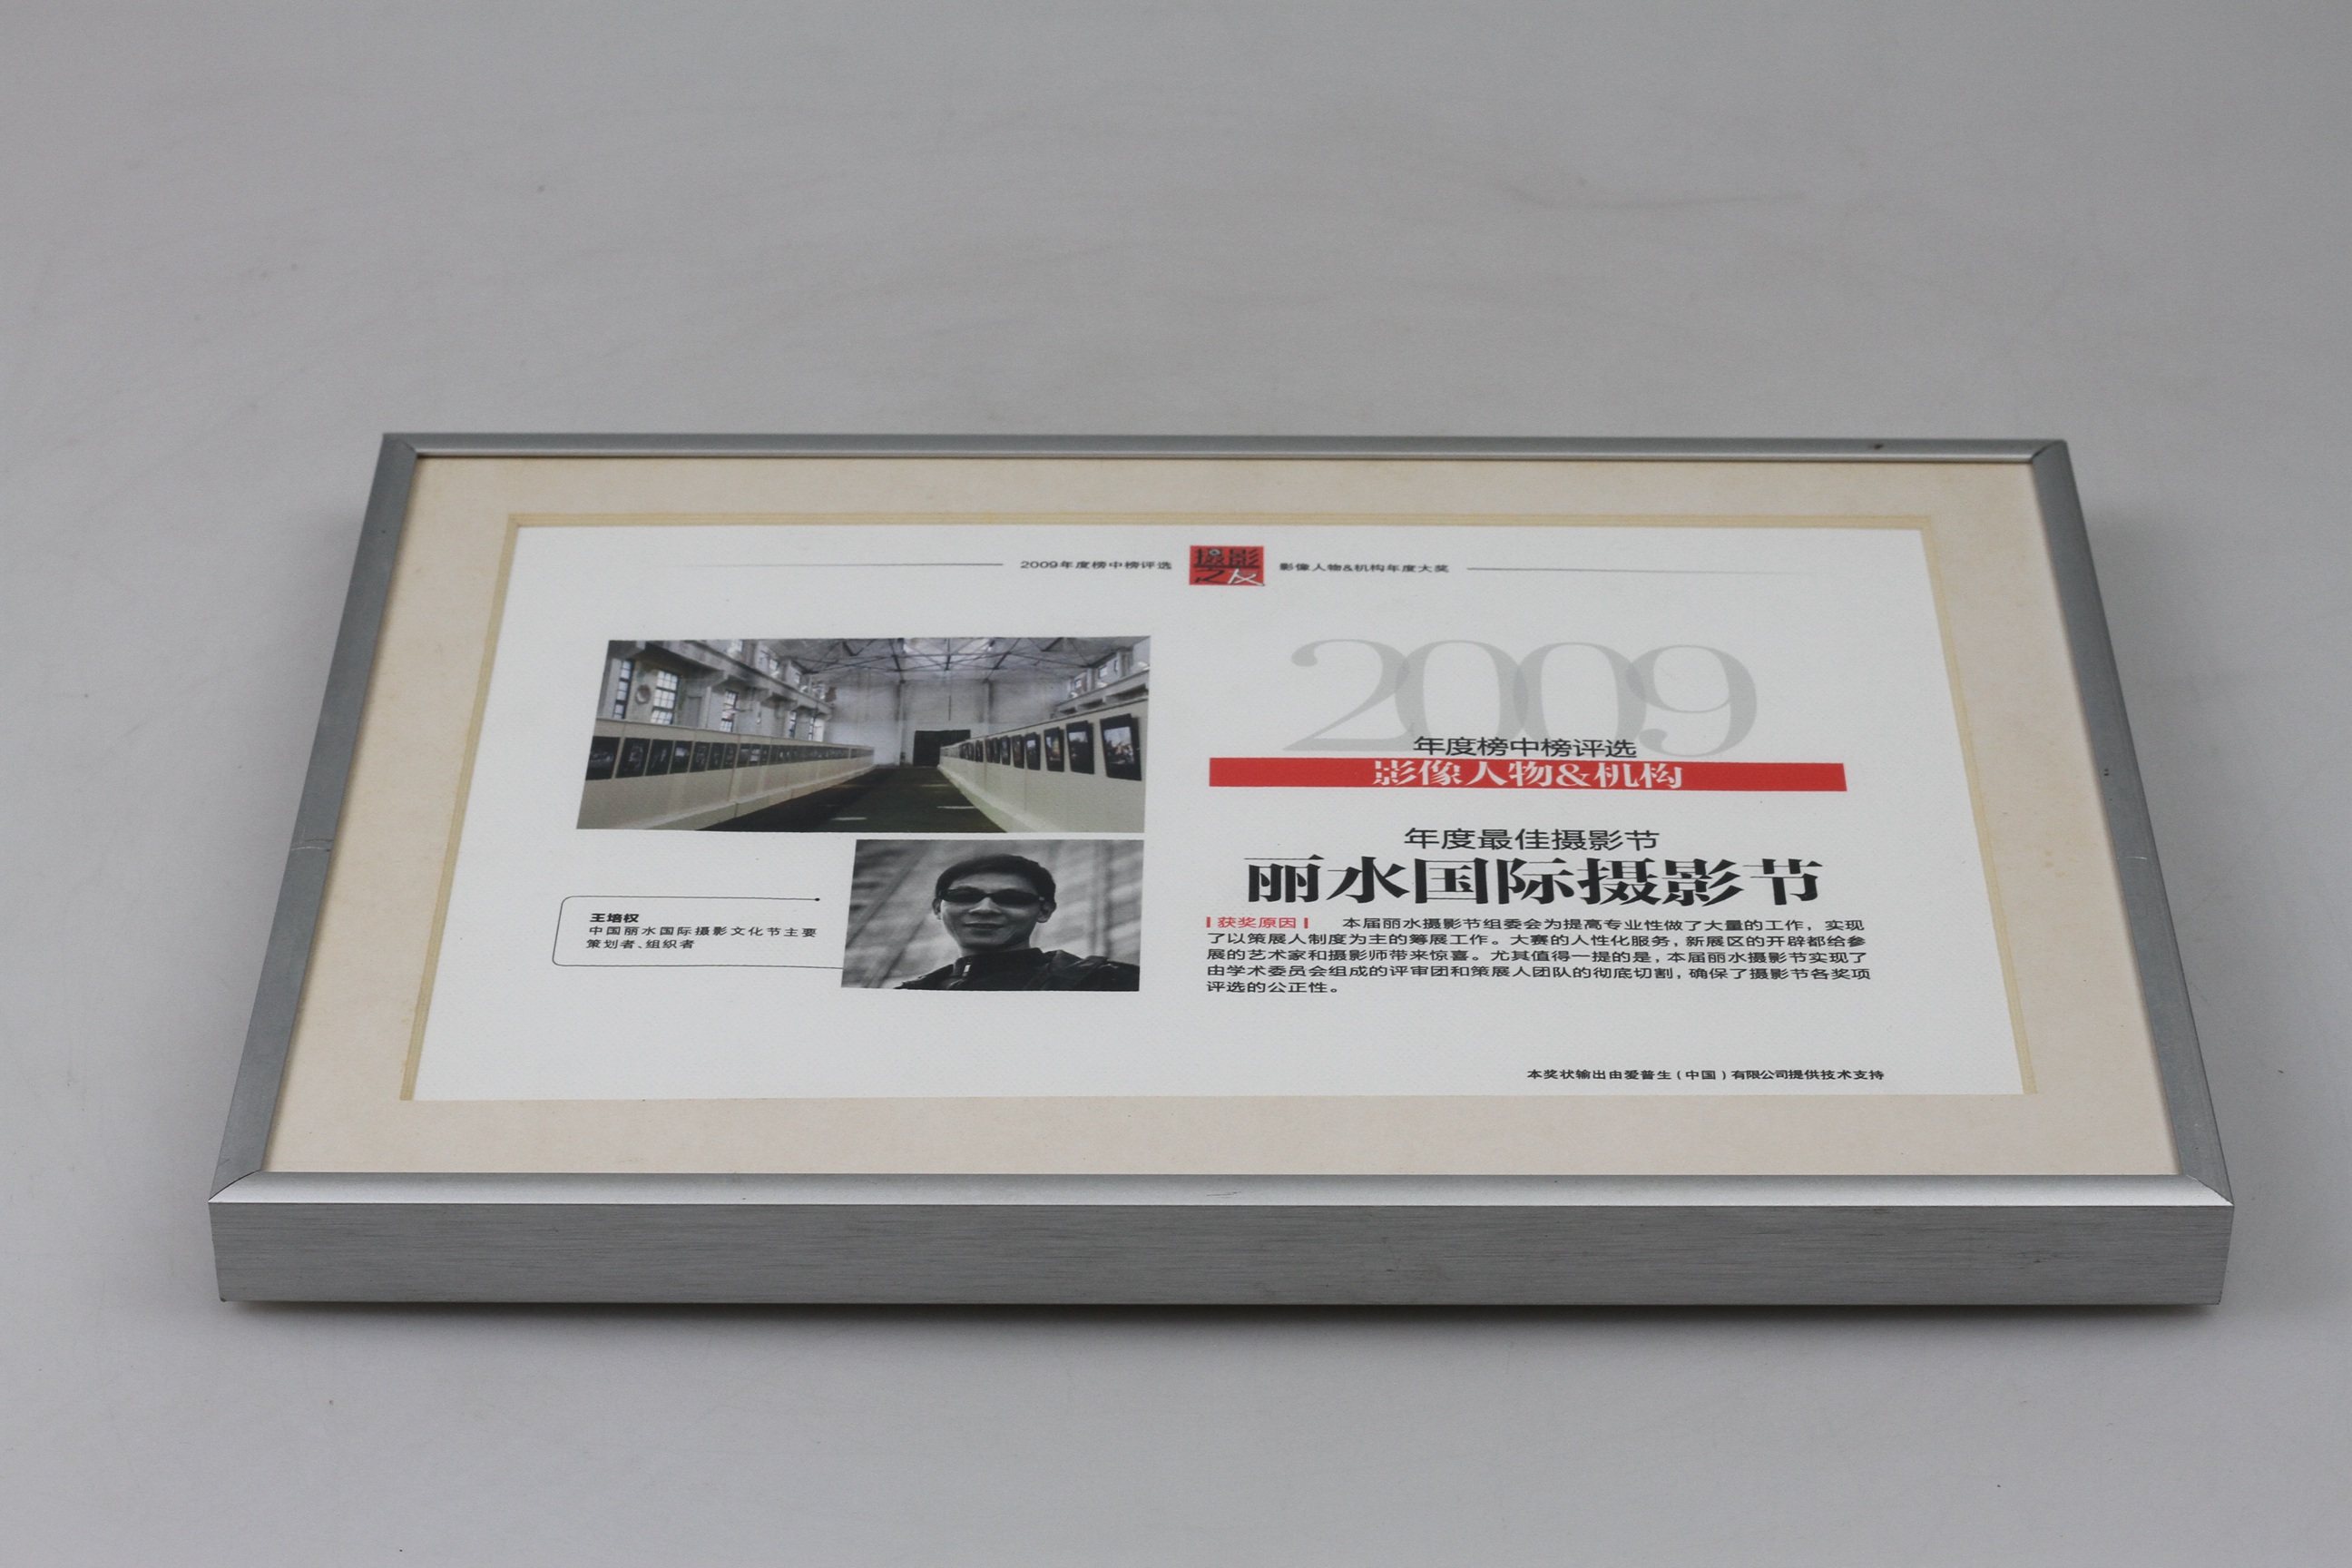 2009年度榜中榜评选
摄影之友
影像人物&机构年度大奖
2009
年度榜中榜评选
影像人物&机构
年度最佳摄影节
丽水国际摄影节
获奖原因 本届丽水摄影节组委会为提高专业性做了大量的工作，实现
了以策展人制度为主的筹展工作。大赛的人性化服务，新展区的开辟都给参
展的艺术家和摄影师带来惊喜。尤其值得一提的是，本届丽水摄影节实现了
由学术委员会组成的评审团和策展人团队的彻底切割，确保了摄影节各奖项
评选的公正性。
王培权
中国丽水国际摄影文化节主要
策划者、组织者
本奖状输出由爱普生（中国）有限公司提供技术支持